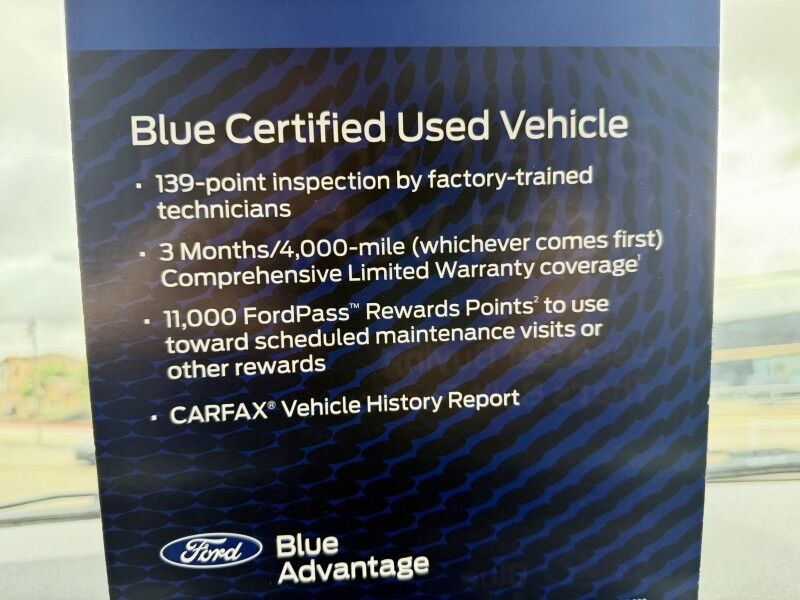 Blue Certified Used Vehicle
· 139-point inspection by factory-trained
technicians
· 3 Months/4,000-mile (whichever comes first)
Comprehensive Limited Warranty coverage¹
· 11,000 FordPass™ Rewards Points² to use
toward scheduled maintenance visits or
other rewards
· CARFAX® Vehicle History Report
Ford Blue
Advantage